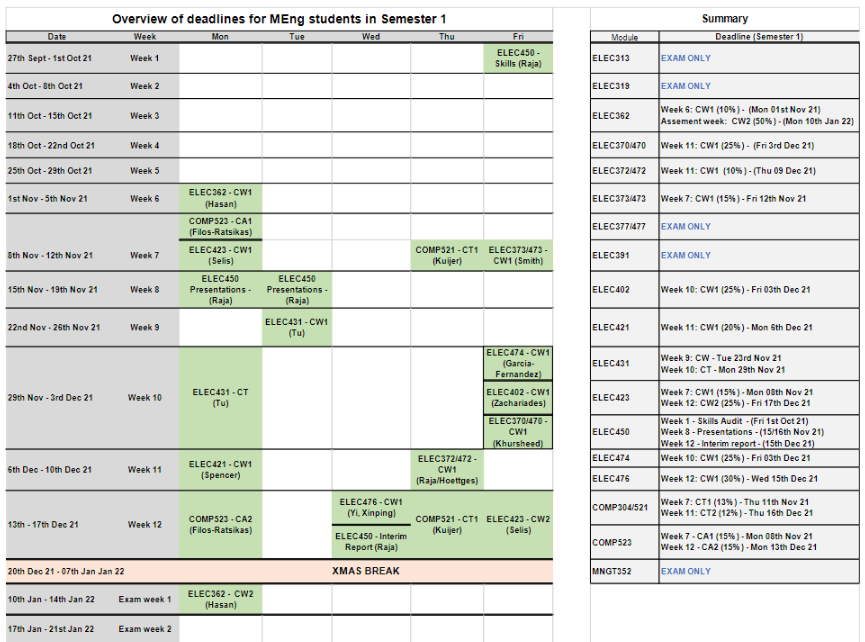 Overview of deadlines for MEng students in Semester 1
Date Week Mon Tue Wed Thu Fri
27th Sept - 1st Oct 21 Week 1 ELEC450 -
Skills (Raja)
4th Oct - 8th Oct 21 Week 2
11th Oct - 15th Oct 21 Week 3
18th Oct - 22nd Oct 21 Week 4
25th Oct - 29th Oct 21 Week 5
1st Nov - 5th Nov 21 Week 6 ELEC362 - CW1
(Hasan)
COMP523 - CA1
(Filos-Ratsikas)
8th Nov - 12th Nov 21 Week 7 ELEC423 - CW1
(Selis)
COMP521 - CT1
(Kuijer)
ELEC373/473 -
CW1 (Smith)
15th Nov - 19th Nov 21 Week 8 ELEC450
Presentations -
(Raja)
ELEC450
Presentations -
(Raja)
22nd Nov - 26th Nov 21 Week 9 ELEC431 - CW1
(Tu)
29th Nov - 3rd Dec 21 Week 10 ELEC431 - CT
(Tu)
ELEC474 - CW1
(Garcia-
Fernandez)
ELEC402 - CW1
(Zachariades)
ELEC370/470 -
CW1
(Khursheed)
6th Dec - 10th Dec 21 Week 11 ELEC421 - CW1
(Spencer)
ELEC372/472 -
CW1
(Raja/Hoettges)
13th - 17th Dec 21 Week 12 COMP523 - CA2
(Filos-Ratsikas)
ELEC476 - CW1
(Yi, Xinping)
ELEC450 - Interim
Report (Raja)
COMP521 - CT1
(Kuijer)
ELEC423 - CW2
(Selis)
20th Dec 21 - 07th Jan Jan 22 XMAS BREAK
10th Jan - 14th Jan 22 Exam week 1 ELEC362 - CW2
(Hasan)
17th Jan - 21st Jan 22 Exam week 2
Summary
Module Deadline (Semester 1)
ELEC313 EXAM ONLY
ELEC319 EXAM ONLY
ELEC362 Week 6: CW1 (10%) - (Mon 01st Nov 21)
Assement week: CW2 (50%) - (Mon 10th Jan 22)
ELEC370/470 Week 11: CW1 (25%) - (Fri 3rd Dec 21)
ELEC372/472 Week 11: CW1 (10%) - (Thu 09 Dec 21)
ELEC373/473 Week 7: CW1 (15%) - Fri 12th Nov 21
ELEC377/477 EXAM ONLY
ELEC391 EXAM ONLY
ELEC402 Week 10: CW1 (25%) - Fri 03th Dec 21
ELEC421 Week 11: CW1 (20%) - Mon 6th Dec 21
ELEC431 Week 9: CW - Tue 23rd Nov 21
Week 10: CT - Mon 29th Nov 21
ELEC423 Week 7: CW1 (15%) - Mon 08th Nov 21
Week 12: CW2 (25%) - Fri 17th Dec 21
ELEC450 Week 1 - Skills Audit - (Fri 1st Oct 21)
Week 8 - Presentations - (15/16th Nov 21)
Week 12 - Interim report - (15th Dec 21)
ELEC474 Week 10: CW1 (25%) - Fri 03th Dec 21
ELEC476 Week 12: CW1 (30%) - Wed 15th Dec 21
COMP304/521 Week 7: CT1 (13%) - Thu 11th Nov 21
Week 11: CT2 (12%) - Thu 16th Dec 21
COMP523 Week 7 - CA1 (15%) - Mon 08th Nov 21
Week 12 - CA2 (15%) - Mon 13th Dec 21
MNGT352 EXAM ONLY